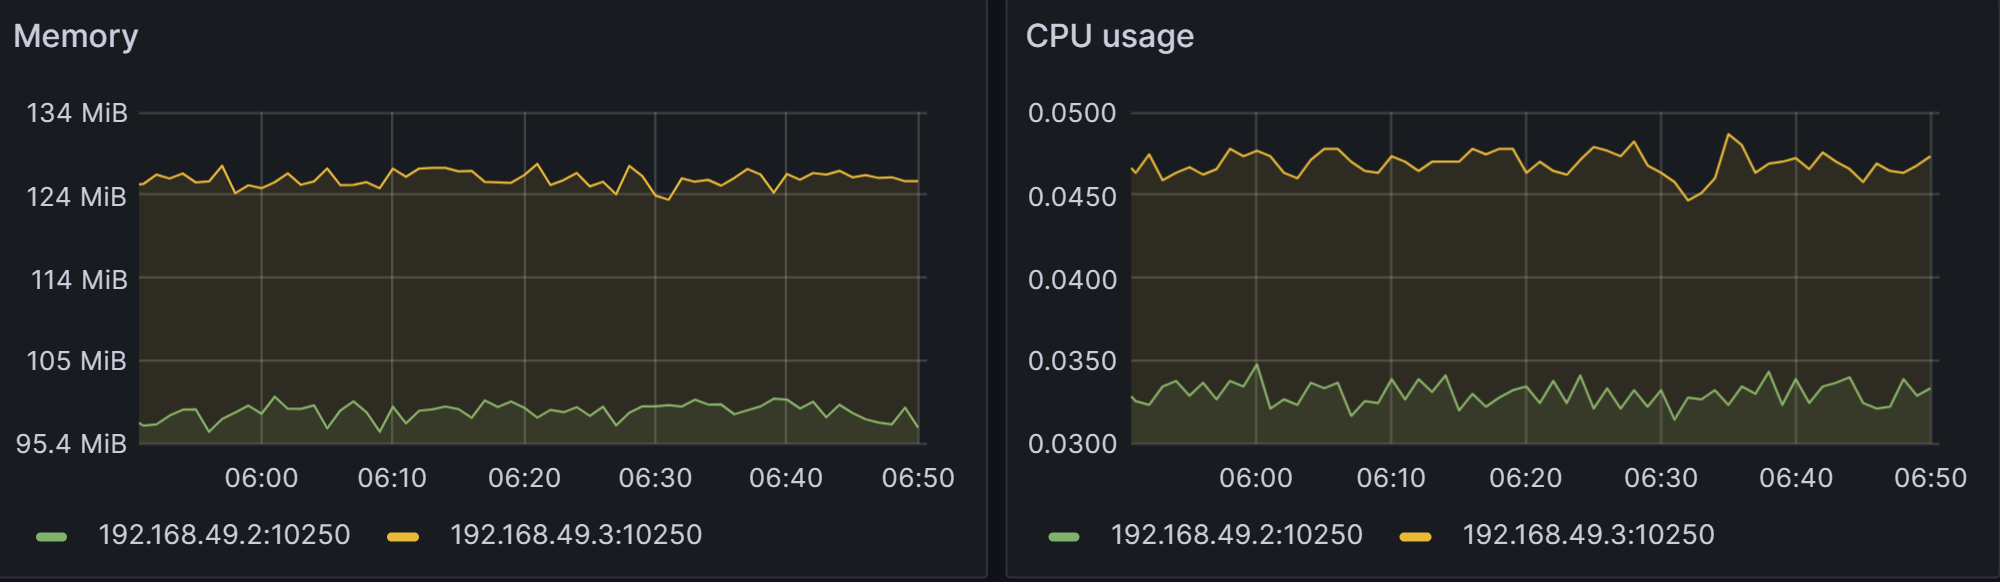 Memory
134 MiB
124 MiB
114 MiB
105 MiB
95.4 MiB
06:00 06:10 06:20 06:30 06:40 06:50
192.168.49.2:10250 192.168.49.3:10250
CPU usage
0.0500
0.0450
0.0400
0.0350
0.0300
06:00 06:10 06:20 06:30 06:40 06:50
192.168.49.2:10250 192.168.49.3:10250